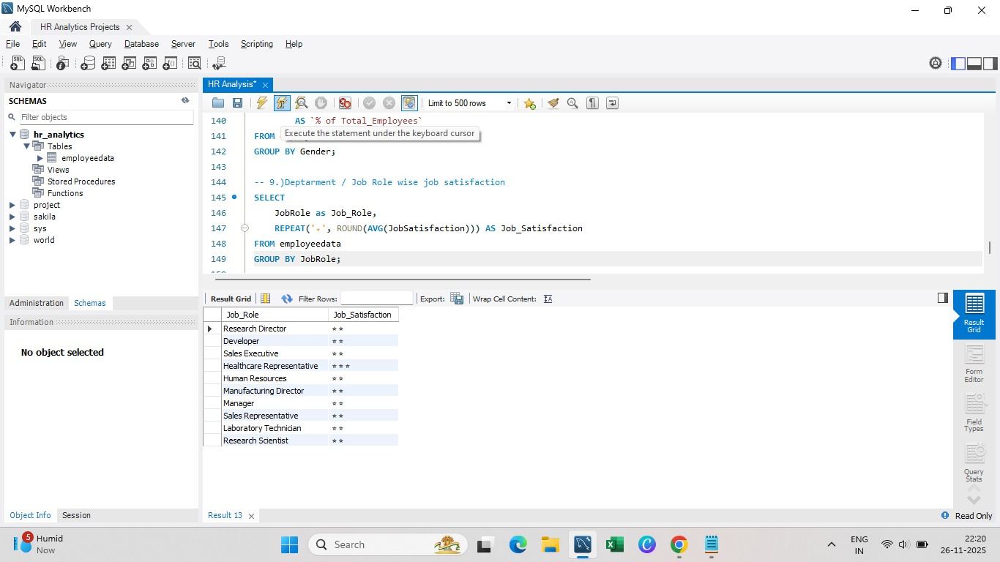 MySQL Workbench
HR Analytics Projects
File Edit View Query Database Server Tools Scripting Help
Navigator
SCHEMAS
Filter objects
hr_analytics
Tables
employeedata
Views
Stored Procedures
Functions
project
sakila
sys
world
Administration Schemas
Information
No object selected
Object Info Session
HR Analysis*
Limit to 500 rows
140 AS `% of Total_Employees`
141 FROM
Execute the statement under the keyboard cursor
142 GROUP BY Gender;
143
144 -- 9.)Deptarment / Job Role wise job satisfaction
145 SELECT
146 JobRole as Job_Role,
147 REPEAT('⭑', ROUND(AVG(JobSatisfaction))) AS Job_Satisfaction
148 FROM employeedata
149 GROUP BY JobRole;
Result Grid Filter Rows: Export: Wrap Cell Content:
Job_Role Job_Satisfaction
Research Director ⭑⭑
Developer ⭑⭑
Sales Executive ⭑⭑
Healthcare Representative ⭑⭑⭑
Human Resources ⭑⭑
Manufacturing Director ⭑⭑
Manager ⭑⭑
Sales Representative ⭑⭑
Laboratory Technician ⭑⭑
Research Scientist ⭑⭑
Result Grid
Form Editor
Field Types
Query Stats
Result 13
Read Only
5
Humid
Now
Search
ENG
IN
22:20
26-11-2025